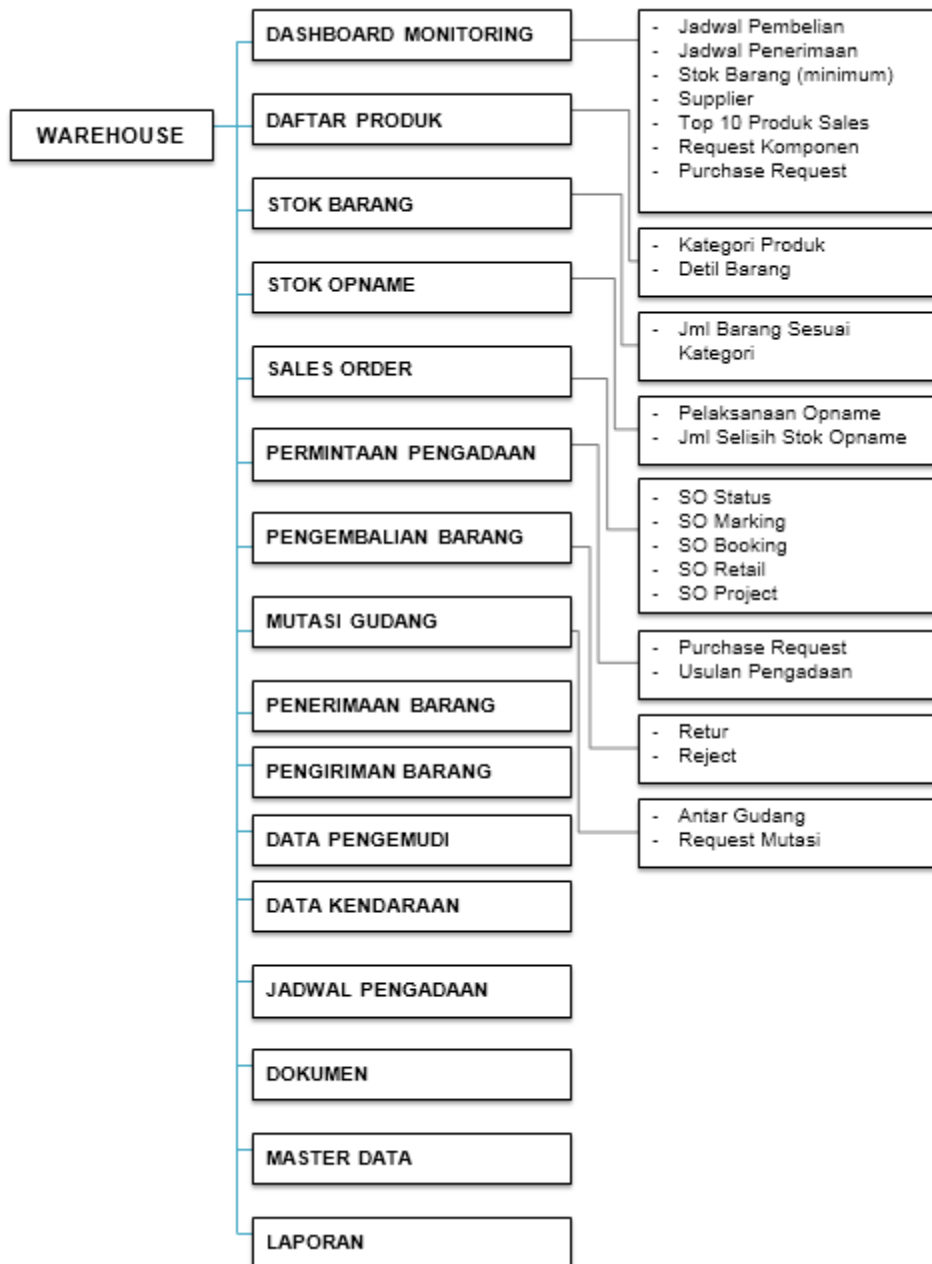 WAREHOUSE
DASHBOARD MONITORING
DAFTAR PRODUK
STOK BARANG
STOK OPNAME
SALES ORDER
PERMINTAAN PENGADAAN
PENGEMBALIAN BARANG
MUTASI GUDANG
PENERIMAAN BARANG
PENGIRIMAN BARANG
DATA PENGEMUDI
DATA KENDARAAN
JADWAL PENGADAAN
DOKUMEN
MASTER DATA
LAPORAN
- Jadwal Pembelian
- Jadwal Penerimaan
- Stok Barang (minimum)
- Supplier
- Top 10 Produk Sales
- Request Komponen
- Purchase Request
- Kategori Produk
- Detil Barang
- Jml Barang Sesuai
Kategori
- Pelaksanaan Opname
- Jml Selisih Stok Opname
- SO Status
- SO Marking
- SO Booking
- SO Retail
- SO Project
- Purchase Request
- Usulan Pengadaan
- Retur
- Reject
- Antar Gudang
- Request Mutasi